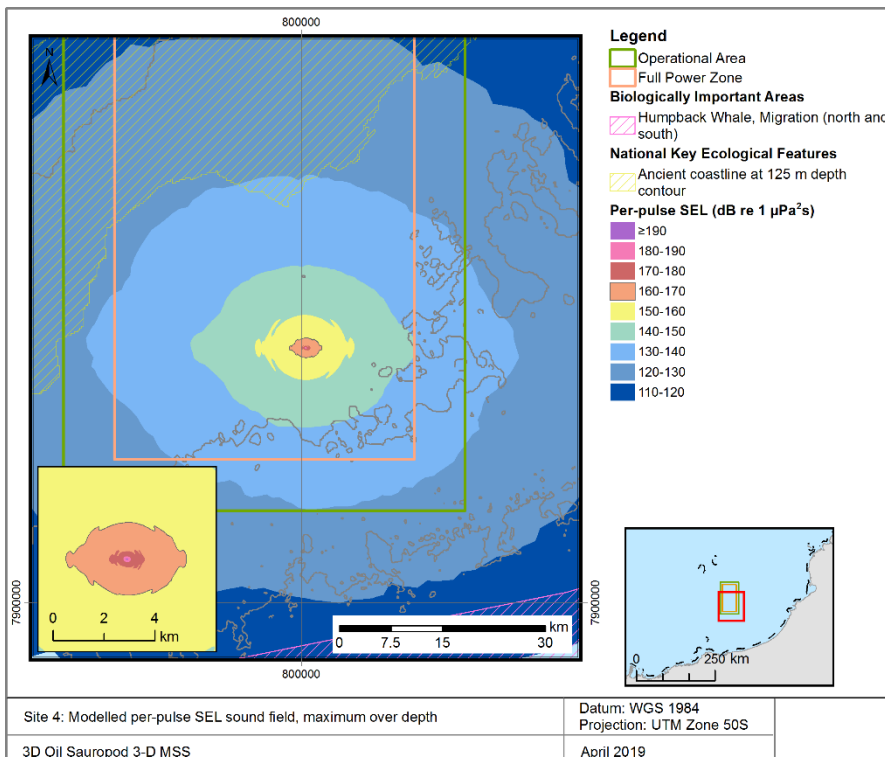 800000
N
7900000
7900000
0 2 4
km
km
0 7.5 15 30
800000
Legend
Operational Area
Full Power Zone
Biologically Important Areas
Humpback Whale, Migration (north and
south)
National Key Ecological Features
Ancient coastline at 125 m depth
contour
Per-pulse SEL (dB re 1 µPa²s)
≥190
180-190
170-180
160-170
150-160
140-150
130-140
120-130
110-120
0 250 km
Site 4: Modelled per-pulse SEL sound field, maximum over depth
Datum: WGS 1984
Projection: UTM Zone 50S
3D Oil Sauropod 3-D MSS
April 2019